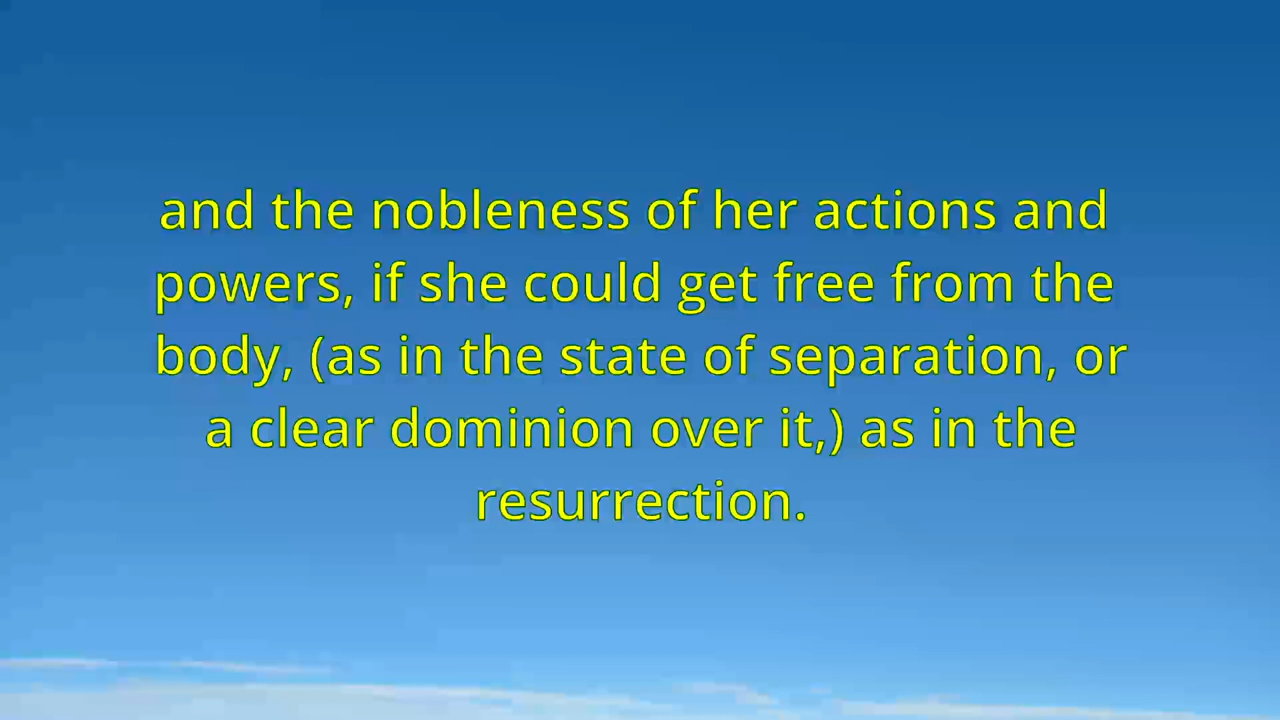 and the nobleness of her actions and
powers, if she could get free from the
body, (as in the state of separation, or
a clear dominion over it,) as in the
resurrection.